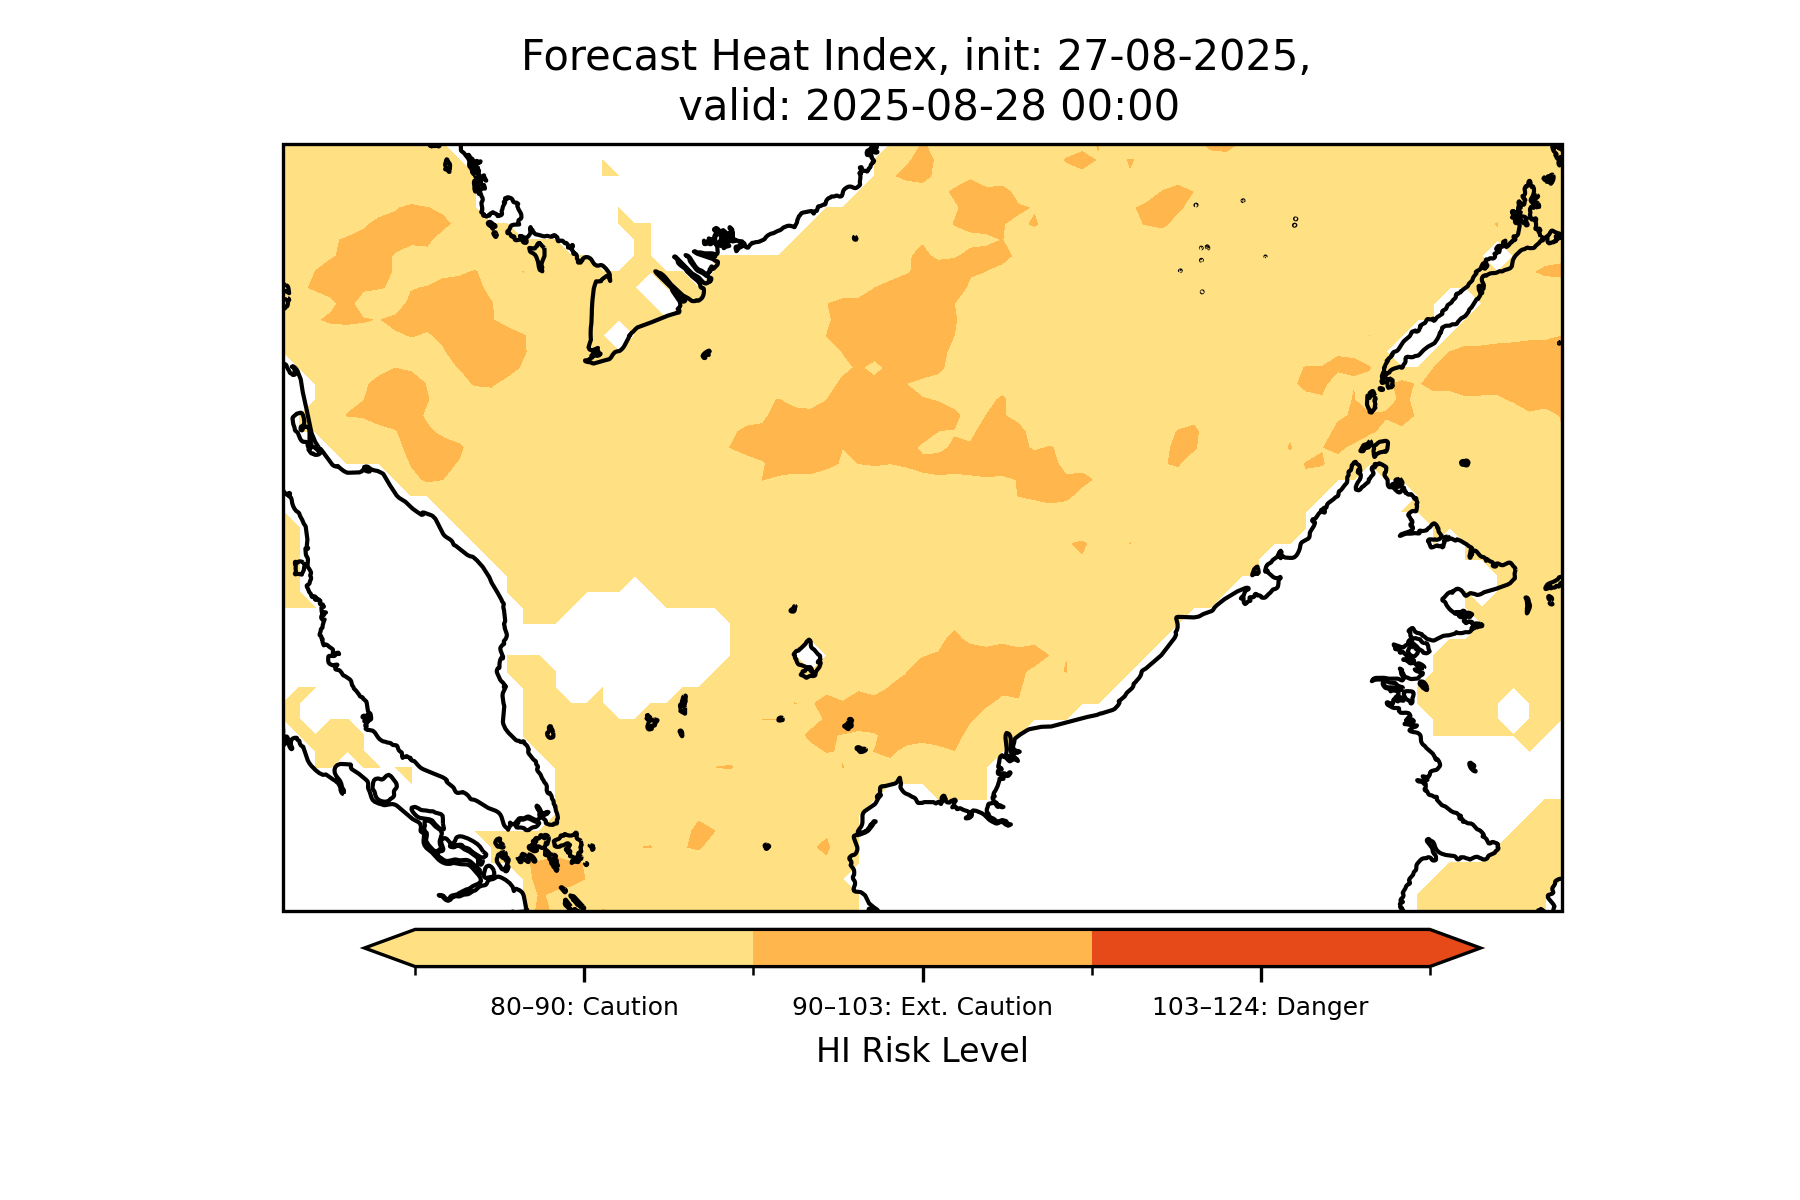 Forecast Heat Index, init: 27-08-2025,
valid: 2025-08-28 00:00
80–90: Caution
90–103: Ext. Caution
103–124: Danger
HI Risk Level